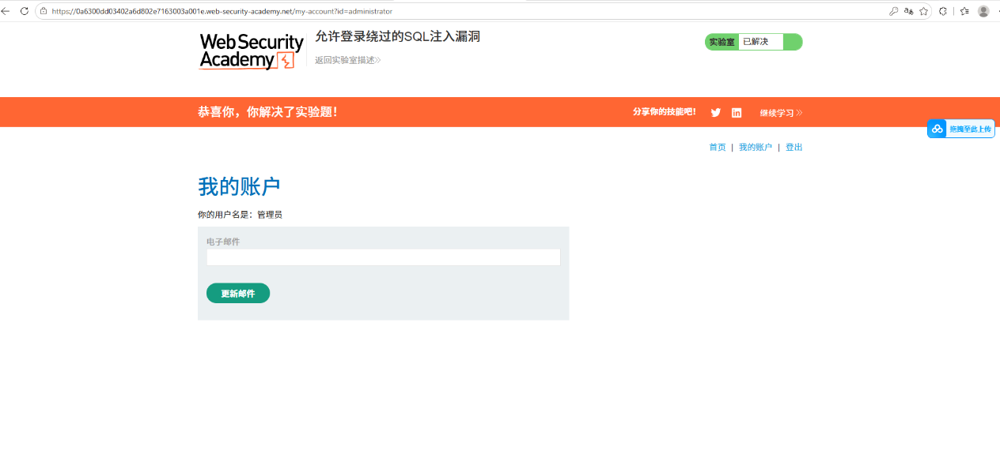 https://0a6300dd03402a6d802e7163003a001e.web-security-academy.net/my-account?id=administrator
Web Security
Academy
允许登录绕过的SQL注入漏洞
返回实验室描述
实验室 已解决
恭喜你，你解决了实验题！
分享你的技能吧！ 继续学习
拖拽至此上传
首页 | 我的账户 | 登出
我的账户
你的用户名是：管理员
电子邮件
更新邮件